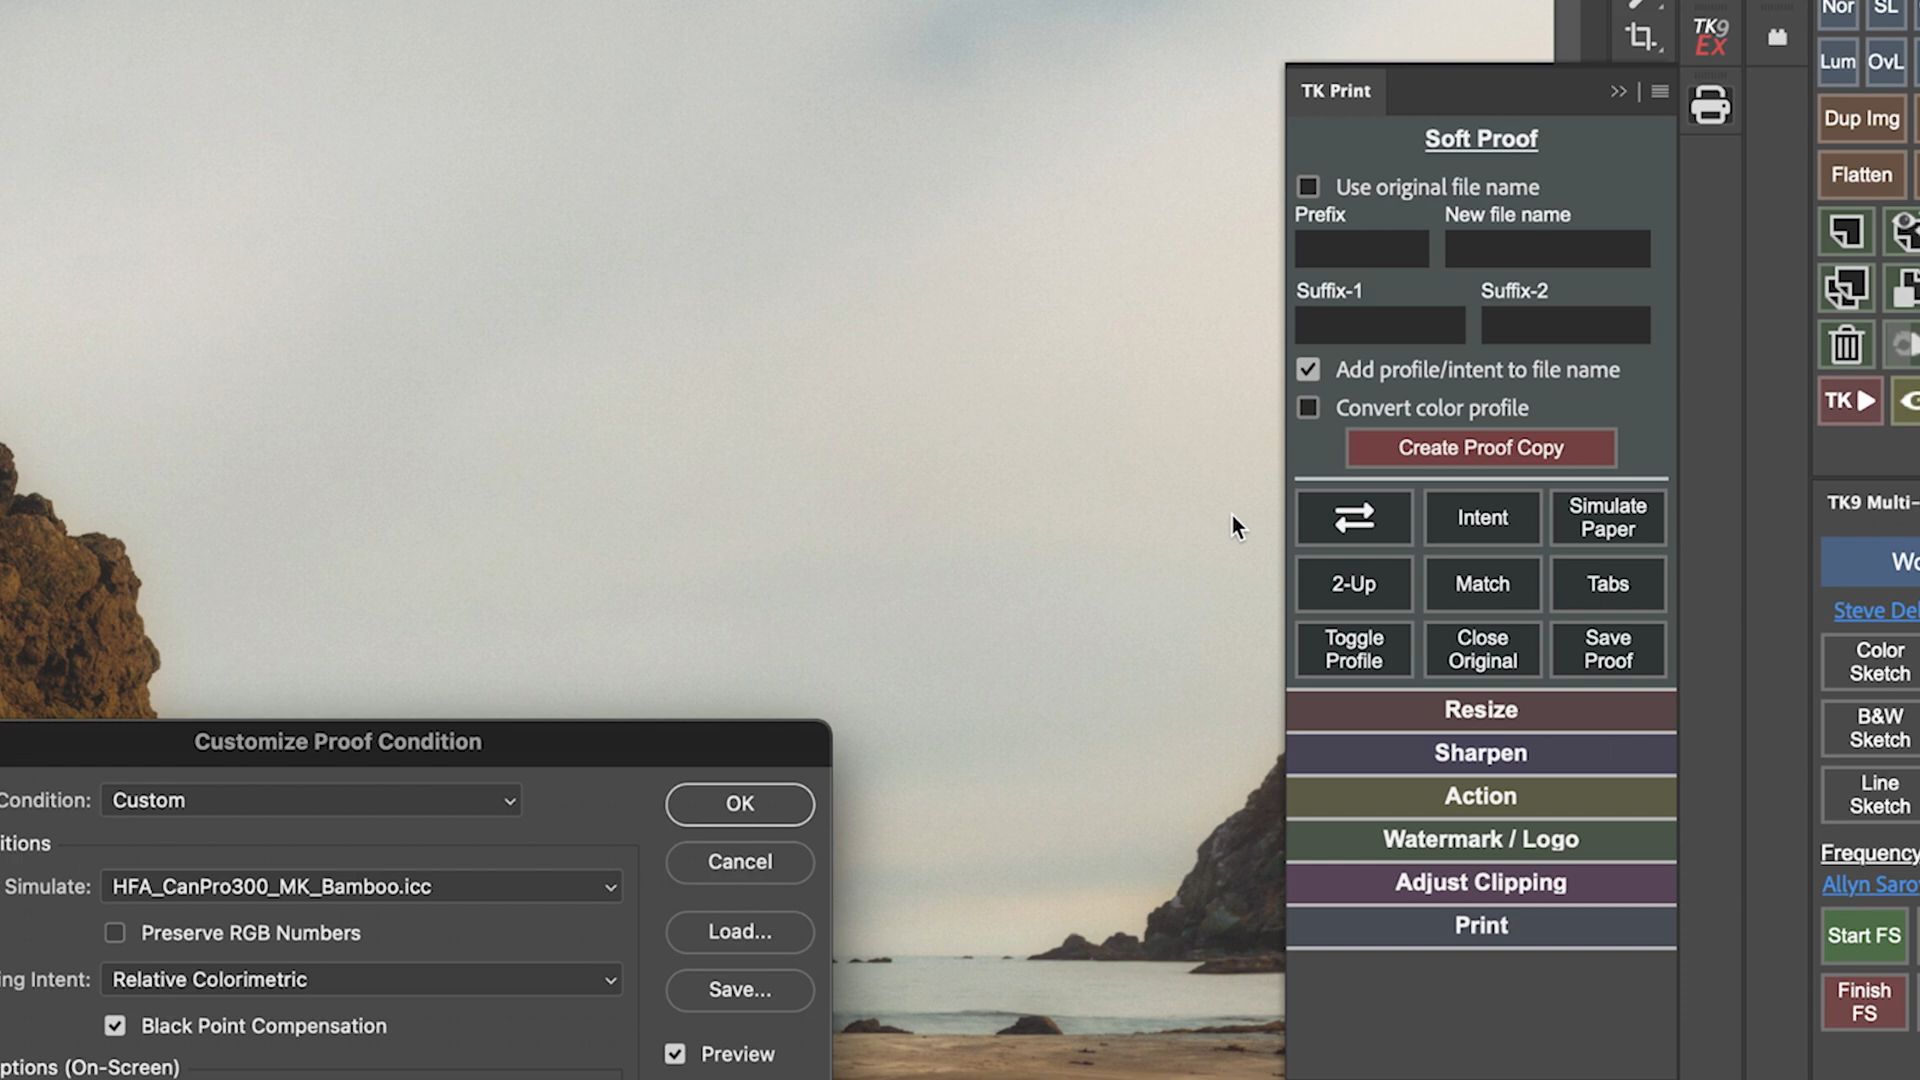 Nor SL
TK9
EX
Lum OvL
TK Print
Dup Img
Soft Proof
Flatten
Use original file name
Prefix New file name
Suffix-1 Suffix-2
Add profile/intent to file name
TK
Convert color profile
Create Proof Copy
Intent
Simulate
Paper
TK9 Multi-
2-Up Match Tabs
Steve Del
Toggle
Profile
Close
Original
Save
Proof
Color
Sketch
Resize
B&W
Sketch
Customize Proof Condition
Sharpen
Condition: Custom
OK
Action
Line
Sketch
itions
Watermark / Logo
Cancel
Frequency
Simulate: HFA_CanPro300_MK_Bamboo.icc
Adjust Clipping
Allyn Saro
Preserve RGB Numbers
Load...
Print
Start FS
ng Intent: Relative Colorimetric
Save...
Finish
FS
Black Point Compensation
Preview
ptions (On-Screen)